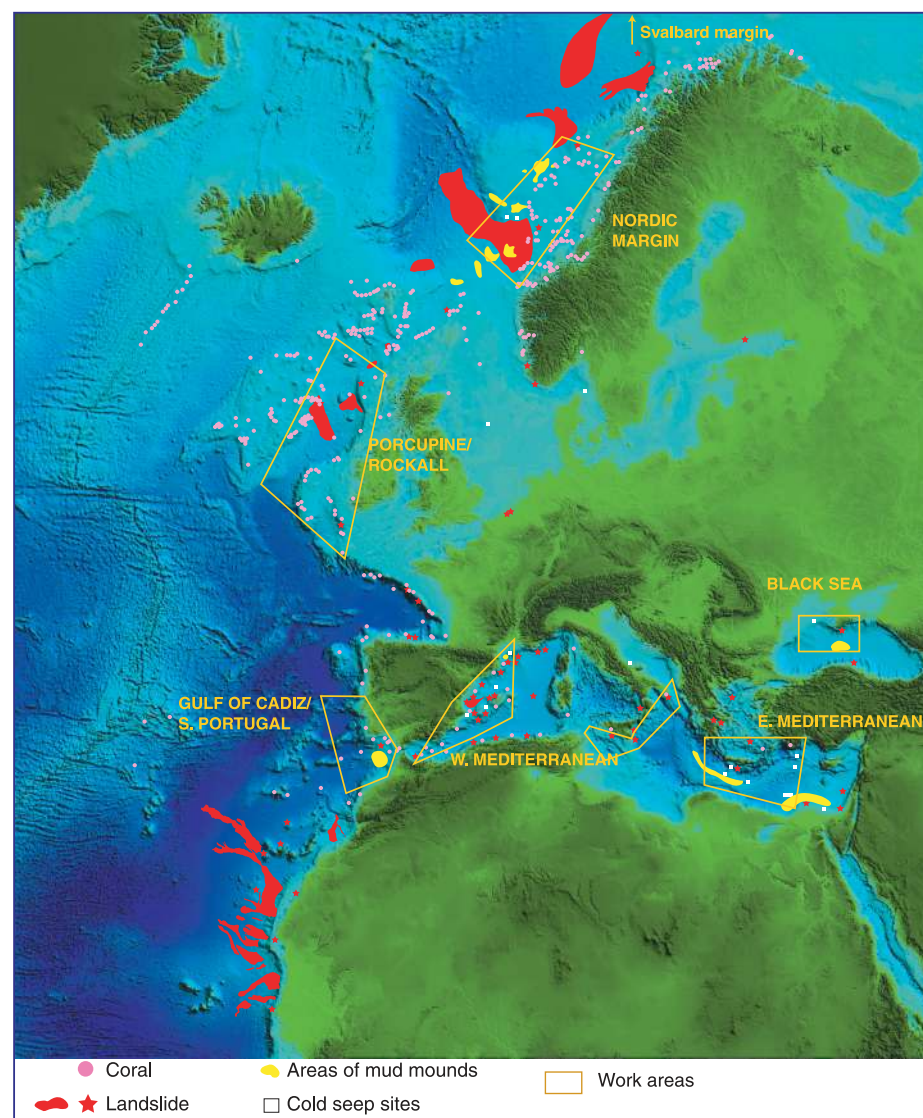 Svalbard margin
NORDIC
MARGIN
PORCUPINE/
ROCKALL
BLACK SEA
GULF OF CADIZ/
S. PORTUGAL
E. MEDITERRANEAN
W. MEDITERRANEAN
Coral
Areas of mud mounds
Work areas
Landslide
Cold seep sites